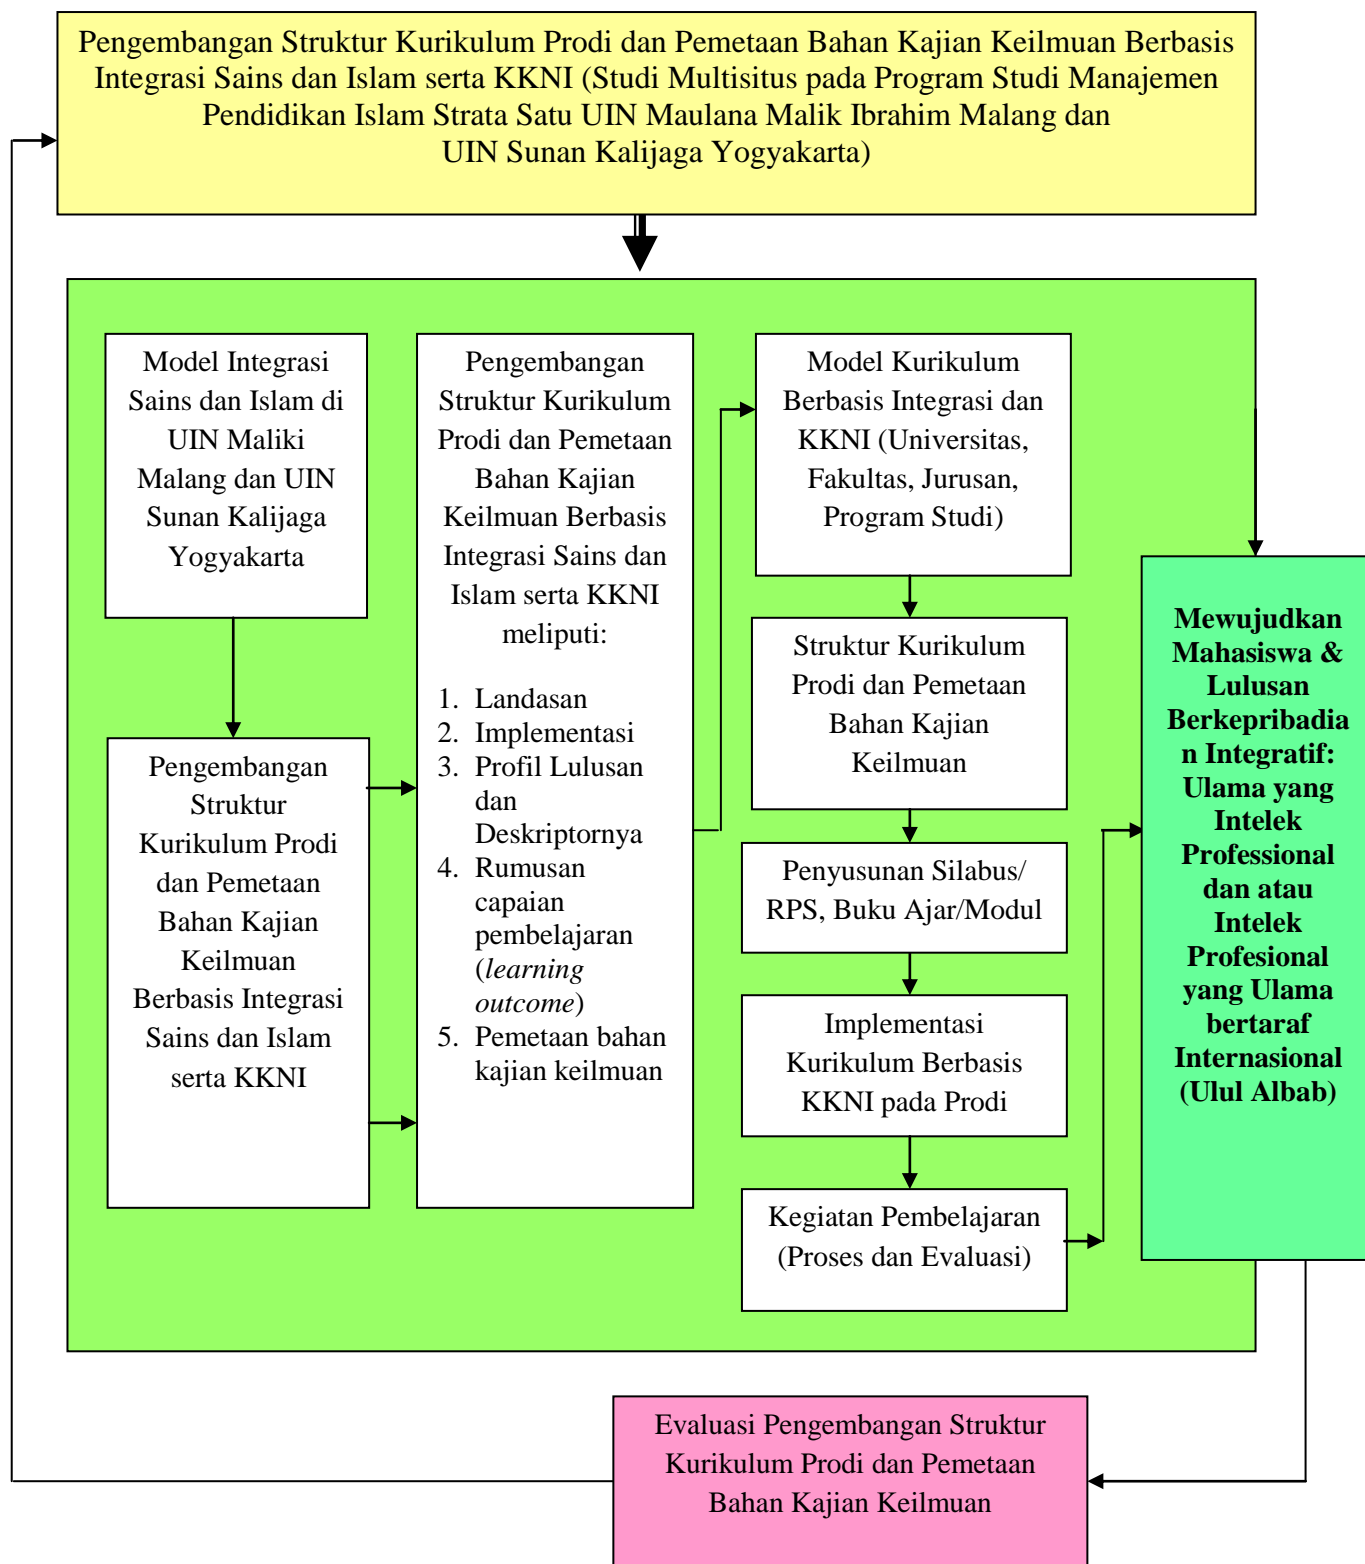 Pengembangan Struktur Kurikulum Prodi dan Pemetaan Bahan Kajian Keilmuan Berbasis
Integrasi Sains dan Islam serta KKNI (Studi Multisitus pada Program Studi Manajemen
Pendidikan Islam Strata Satu UIN Maulana Malik Ibrahim Malang dan
UIN Sunan Kalijaga Yogyakarta)
Model Integrasi
Sains dan Islam di
UIN Maliki
Malang dan UIN
Sunan Kalijaga
Yogyakarta
Pengembangan
Struktur
Kurikulum Prodi
dan Pemetaan
Bahan Kajian
Keilmuan
Berbasis Integrasi
Sains dan Islam
serta KKNI
Pengembangan
Struktur Kurikulum
Prodi dan Pemetaan
Bahan Kajian
Keilmuan Berbasis
Integrasi Sains dan
Islam serta KKNI
meliputi:
1. Landasan
2. Implementasi
3. Profil Lulusan
dan
Deskriptornya
4. Rumusan
capaian
pembelajaran
(learning
outcome)
5. Pemetaan bahan
kajian keilmuan
Model Kurikulum
Berbasis Integrasi dan
KKNI (Universitas,
Fakultas, Jurusan,
Program Studi)
Struktur Kurikulum
Prodi dan Pemetaan
Bahan Kajian
Keilmuan
Penyusunan Silabus/
RPS, Buku Ajar/Modul
Implementasi
Kurikulum Berbasis
KKNI pada Prodi
Kegiatan Pembelajaran
(Proses dan Evaluasi)
Mewujudkan
Mahasiswa &
Lulusan
Berkepribadia
n Integratif:
Ulama yang
Intelek
Professional
dan atau
Intelek
Profesional
yang Ulama
bertaraf
Internasional
(Ulul Albab)
Evaluasi Pengembangan Struktur
Kurikulum Prodi dan Pemetaan
Bahan Kajian Keilmuan